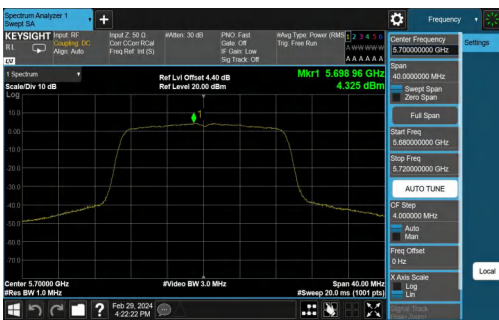 Spectrum Analyzer 1
Swept SA
Frequency
KEYSIGHT Input: RF Input Z: 50 Ω #Atten: 30 dB PNO: Fast #Avg Type: Power (RMS 1 2 3 4 5 6
RL Coupling: DC Corr CCorr RCal Gate: Off Trig: Free Run A WWWWW
Align: Auto Freq Ref: Int (S) IF Gain: Low
Sig Track: Off A A A A A A
1 Spectrum
Scale/Div 10 dB
Log
Ref Lvl Offset 4.40 dB
Ref Level 20.00 dBm
Mkr1 5.698 96 GHz
4.325 dBm
1
10.0
0.00
-10.0
-20.0
-30.0
-40.0
-50.0
-60.0
-70.0
Center 5.70000 GHz
#Res BW 1.0 MHz
#Video BW 3.0 MHz
Span 40.00 MHz
#Sweep 20.0 ms (1001 pts)
Feb 29, 2024
4:22:22 PM
Center Frequency
5.700000000 GHz
Span
40.0000000 MHz
Swept Span
Zero Span
Full Span
Start Freq
5.680000000 GHz
Stop Freq
5.720000000 GHz
AUTO TUNE
CF Step
4.000000 MHz
Auto
Man
Freq Offset
0 Hz
X Axis Scale
Log
Lin
Signal Track
Settings
Local